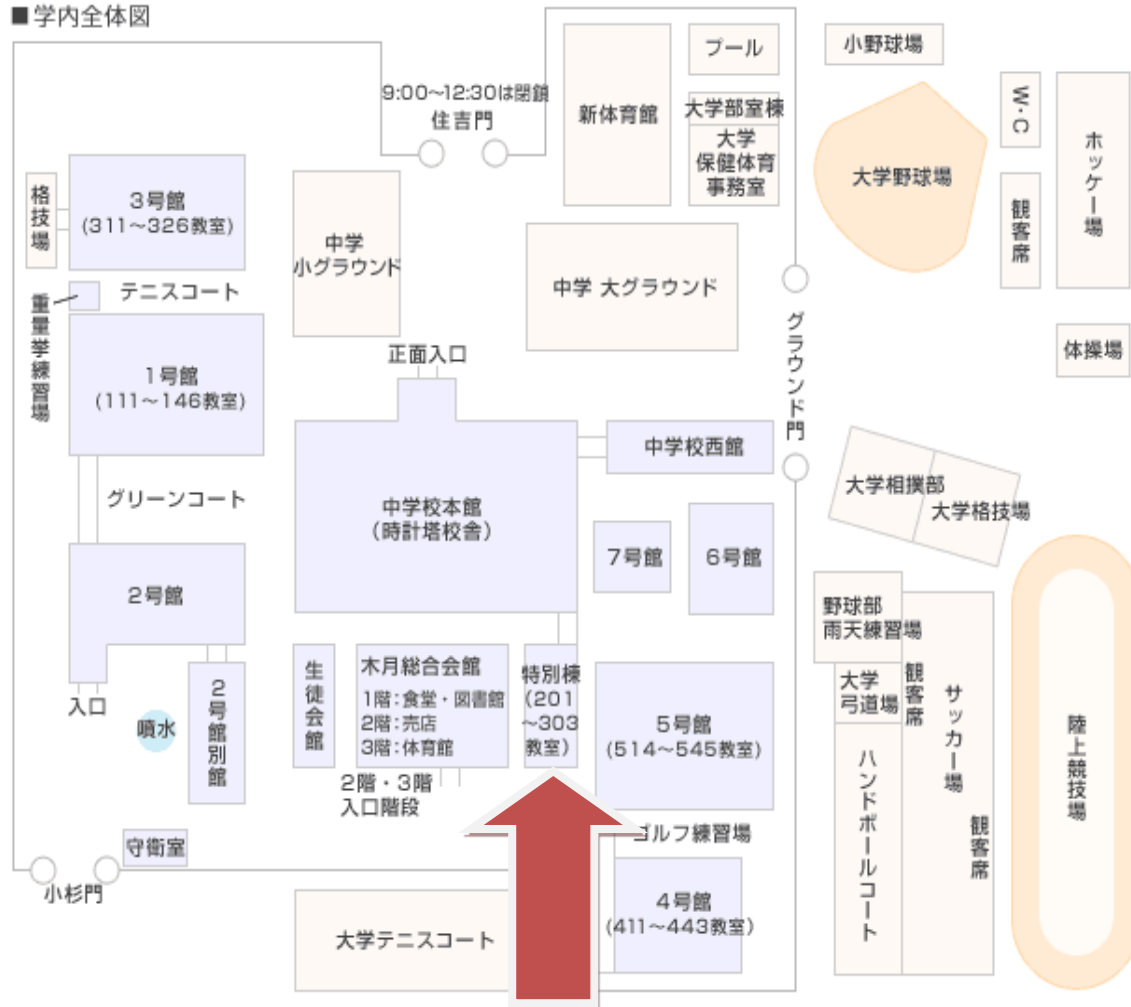 ■学内全体図
9:00～12:30は閉鎖
住吉門
新体育館
プール
大学部室棟
大学
保健体育
事務室
小野球場
大学野球場
W・C
観客席
ホッケー場
体操場
格技場
3号館
(311～326教室)
テニスコート
重量挙練習場
1号館
(111～146教室)
グリーンコート
中学
小グラウンド
中学 大グラウンド
グラウンド門
正面入口
中学校西館
中学校本館
(時計塔校舎)
7号館
6号館
大学相撲部
大学格技場
2号館
入口
噴水
2号館別館
生徒会館
木月総合会館
1階：食堂・図書館
2階：売店
3階：体育館
2階・3階
入口階段
特別棟
(201
～303
教室)
5号館
(514～545教室)
ゴルフ練習場
4号館
(411～443教室)
野球部
雨天練習場
大学
弓道場
観客席
サッカー場
ハンドボールコート
観客席
陸上競技場
守衛室
小杉門
大学テニスコート